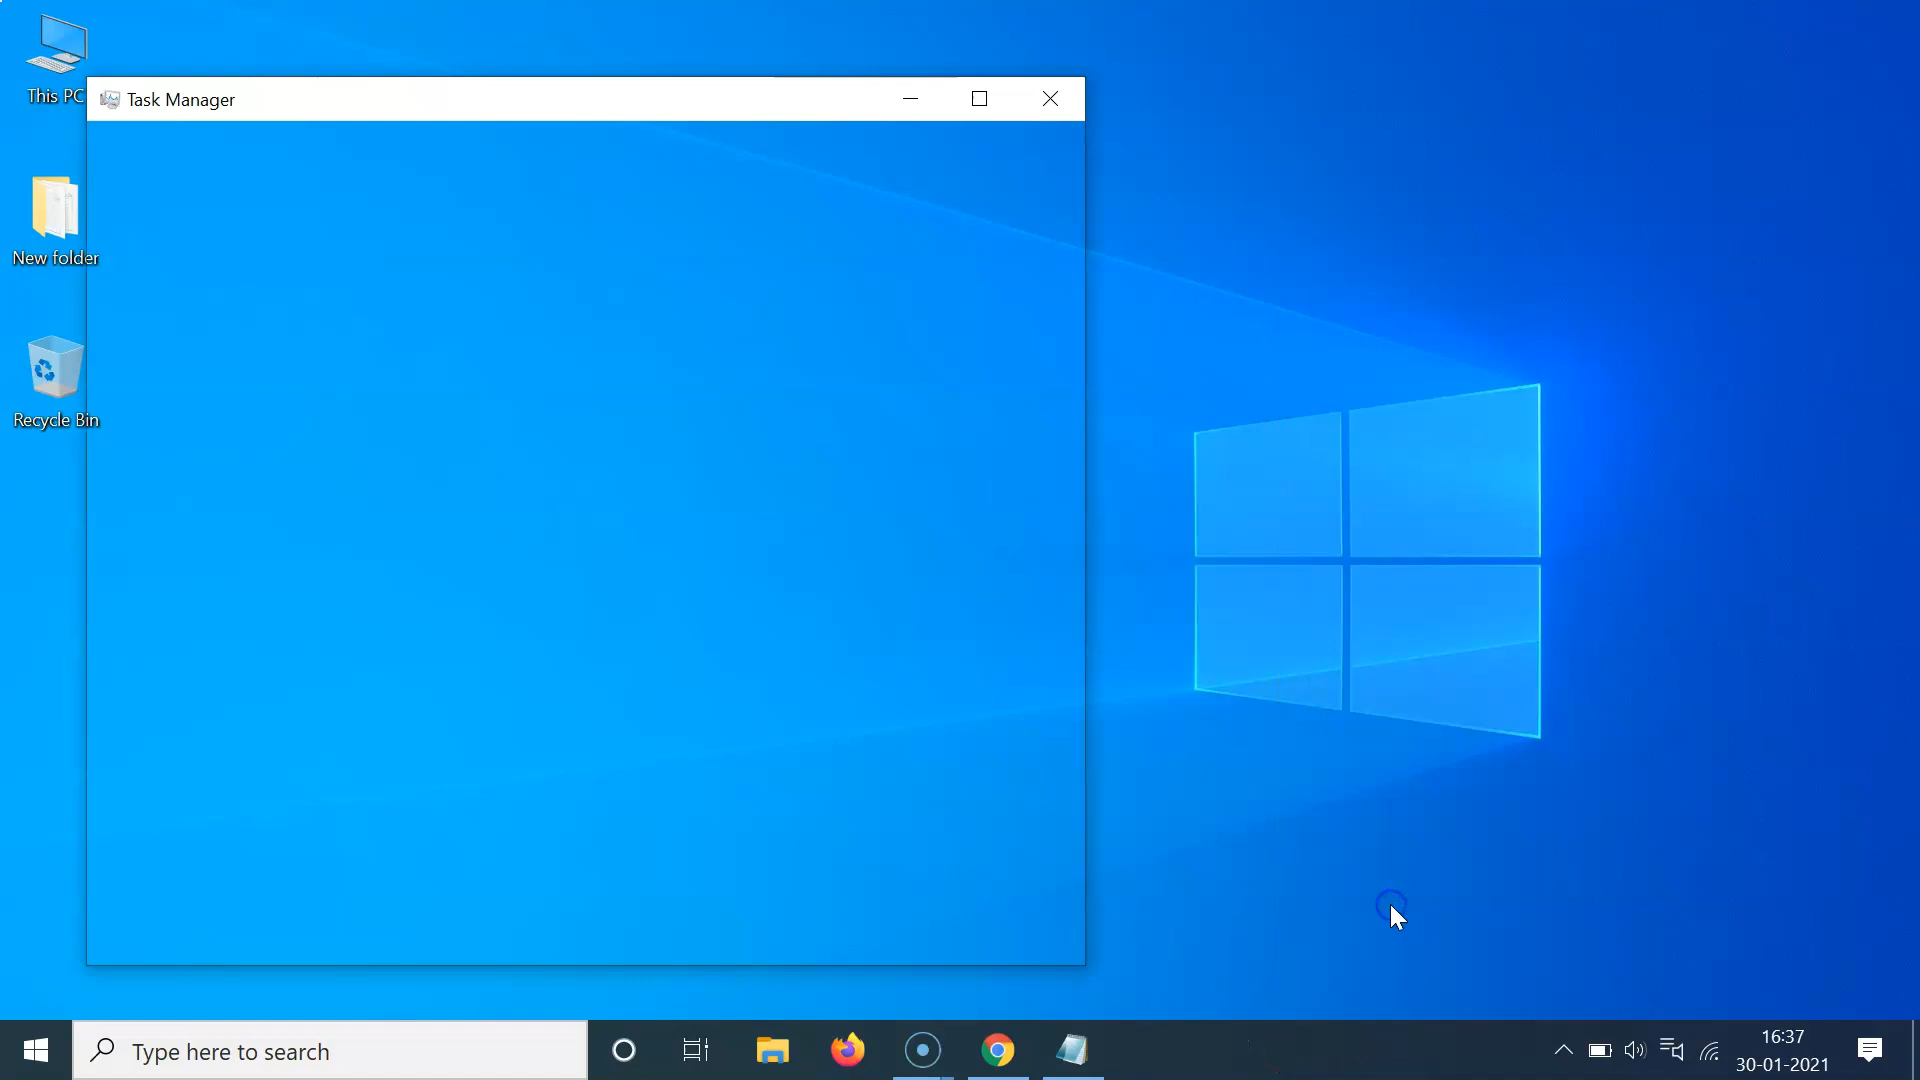 This PC
Task Manager
New folder
Recycle Bin
Type here to search
16:37
30-01-2021